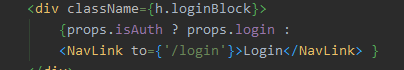 <div className={h.loginBlock}>
{props.isAuth ? props.login :
<NavLink to={'/login'}>Login</NavLink> }